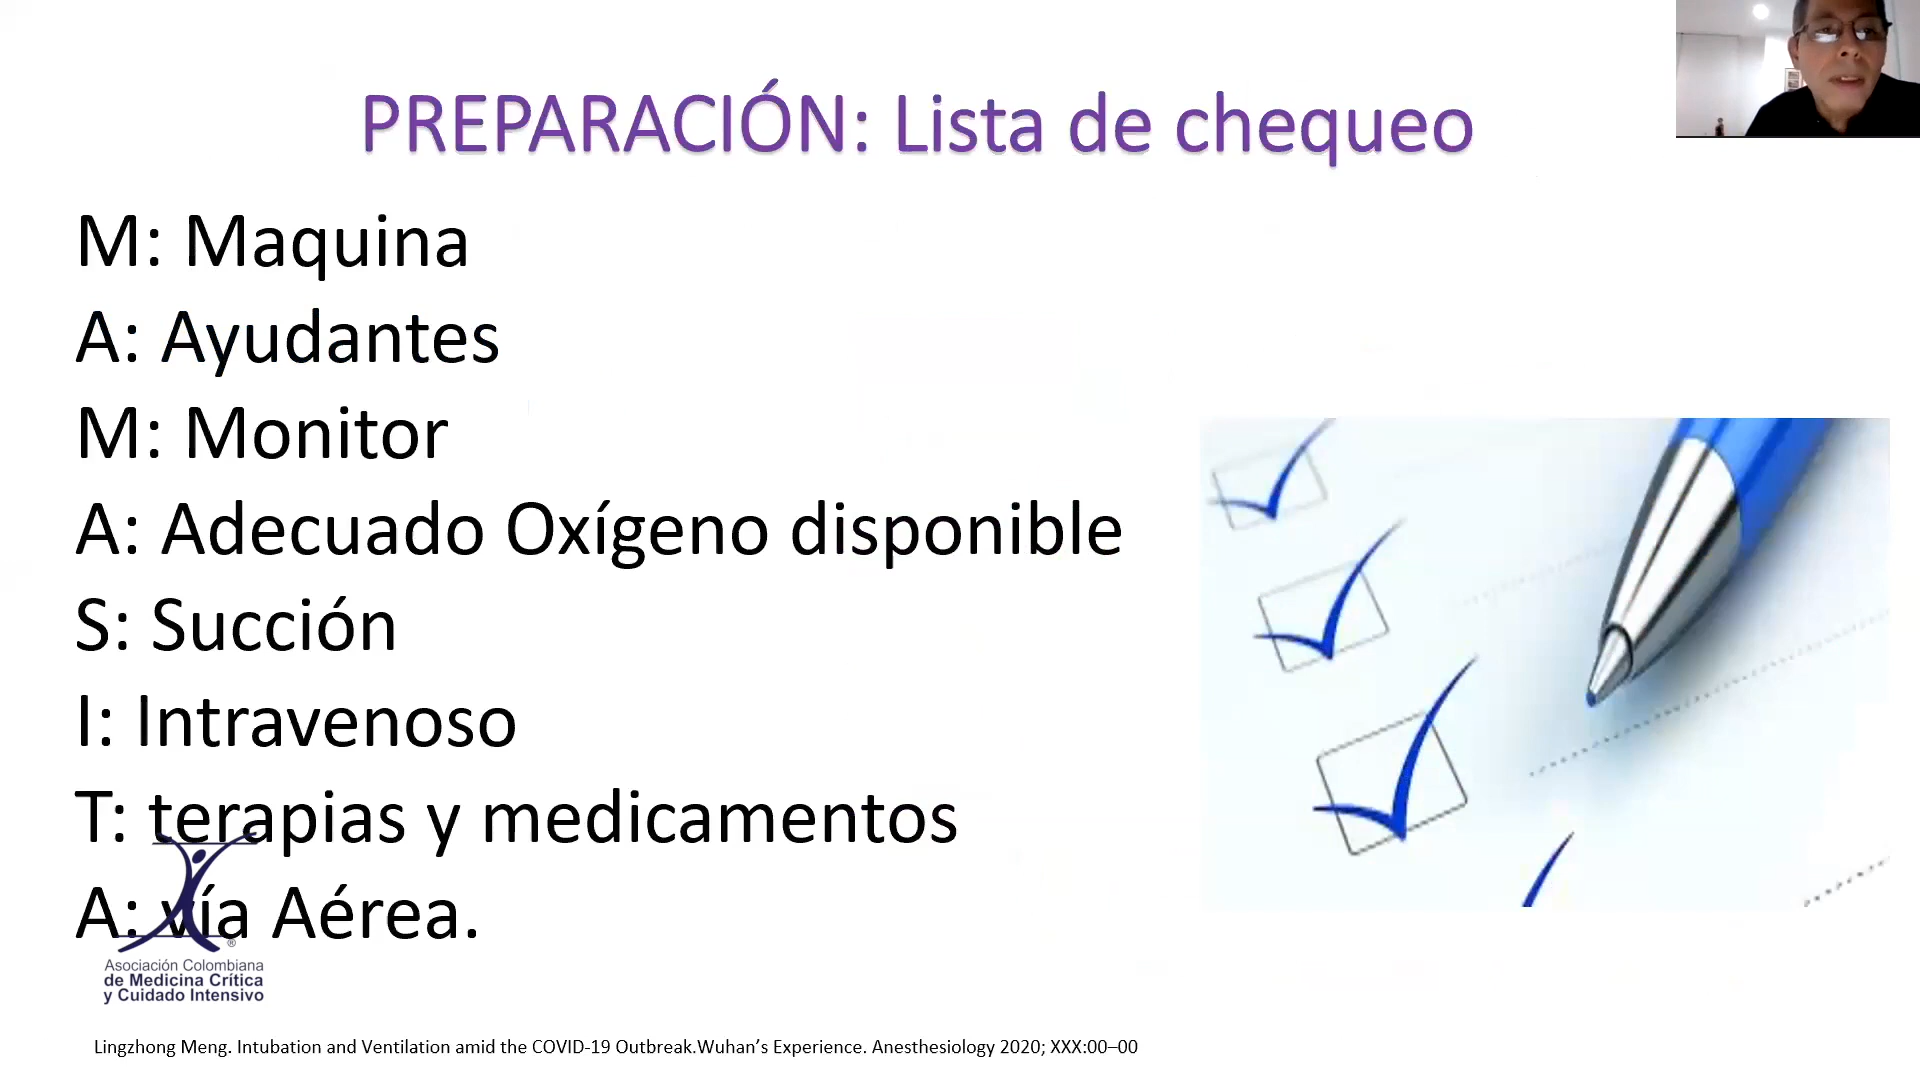 PREPARACIÓN: Lista de chequeo
M: Maquina
A: Ayudantes
M: Monitor
A: Adecuado Oxígeno disponible
S: Succión
I: Intravenoso
T: terapias y medicamentos
A: vía Aérea.
®
Asociación Colombiana
de Medicina Crítica
y Cuidado Intensivo
Lingzhong Meng. Intubation and Ventilation amid the COVID-19 Outbreak.Wuhan’s Experience. Anesthesiology 2020; XXX:00–00